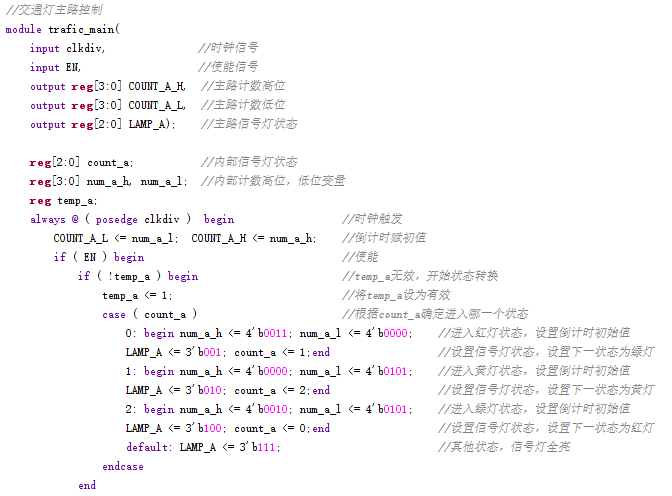 //交通灯主路控制
module trafic_main(
input clkdiv, //时钟信号
input EN, //使能信号
output reg[3:0] COUNT_A_H, //主路计数高位
output reg[3:0] COUNT_A_L, //主路计数低位
output reg[2:0] LAMP_A); //主路信号灯状态
reg[2:0] count_a; //内部信号灯状态
reg[3:0] num_a_h, num_a_l; //内部计数高位，低位变量
reg temp_a;
always @ ( posedge clkdiv ) begin //时钟触发
COUNT_A_L <= num_a_l; COUNT_A_H <= num_a_h; //倒计时赋初值
if ( EN ) begin //使能
if ( !temp_a ) begin //temp_a无效，开始状态转换
temp_a <= 1; //将temp_a设为有效
case ( count_a ) //根据count_a确定进入哪一个状态
0: begin num_a_h <= 4'b0011; num_a_l <= 4'b0000; //进入红灯状态，设置倒计时初始值
LAMP_A <= 3'b001; count_a <= 1;end //设置信号灯状态，设置下一状态为绿灯
1: begin num_a_h <= 4'b0000; num_a_l <= 4'b0101; //进入黄灯状态，设置倒计时初始值
LAMP_A <= 3'b010; count_a <= 2;end //设置信号灯状态，设置下一状态为黄灯
2: begin num_a_h <= 4'b0010; num_a_l <= 4'b0101; //进入绿灯状态，设置倒计时初始值
LAMP_A <= 3'b100; count_a <= 0;end //设置信号灯状态，设置下一状态为红灯
default: LAMP_A <= 3'b111; //其他状态，信号灯全亮
endcase
end